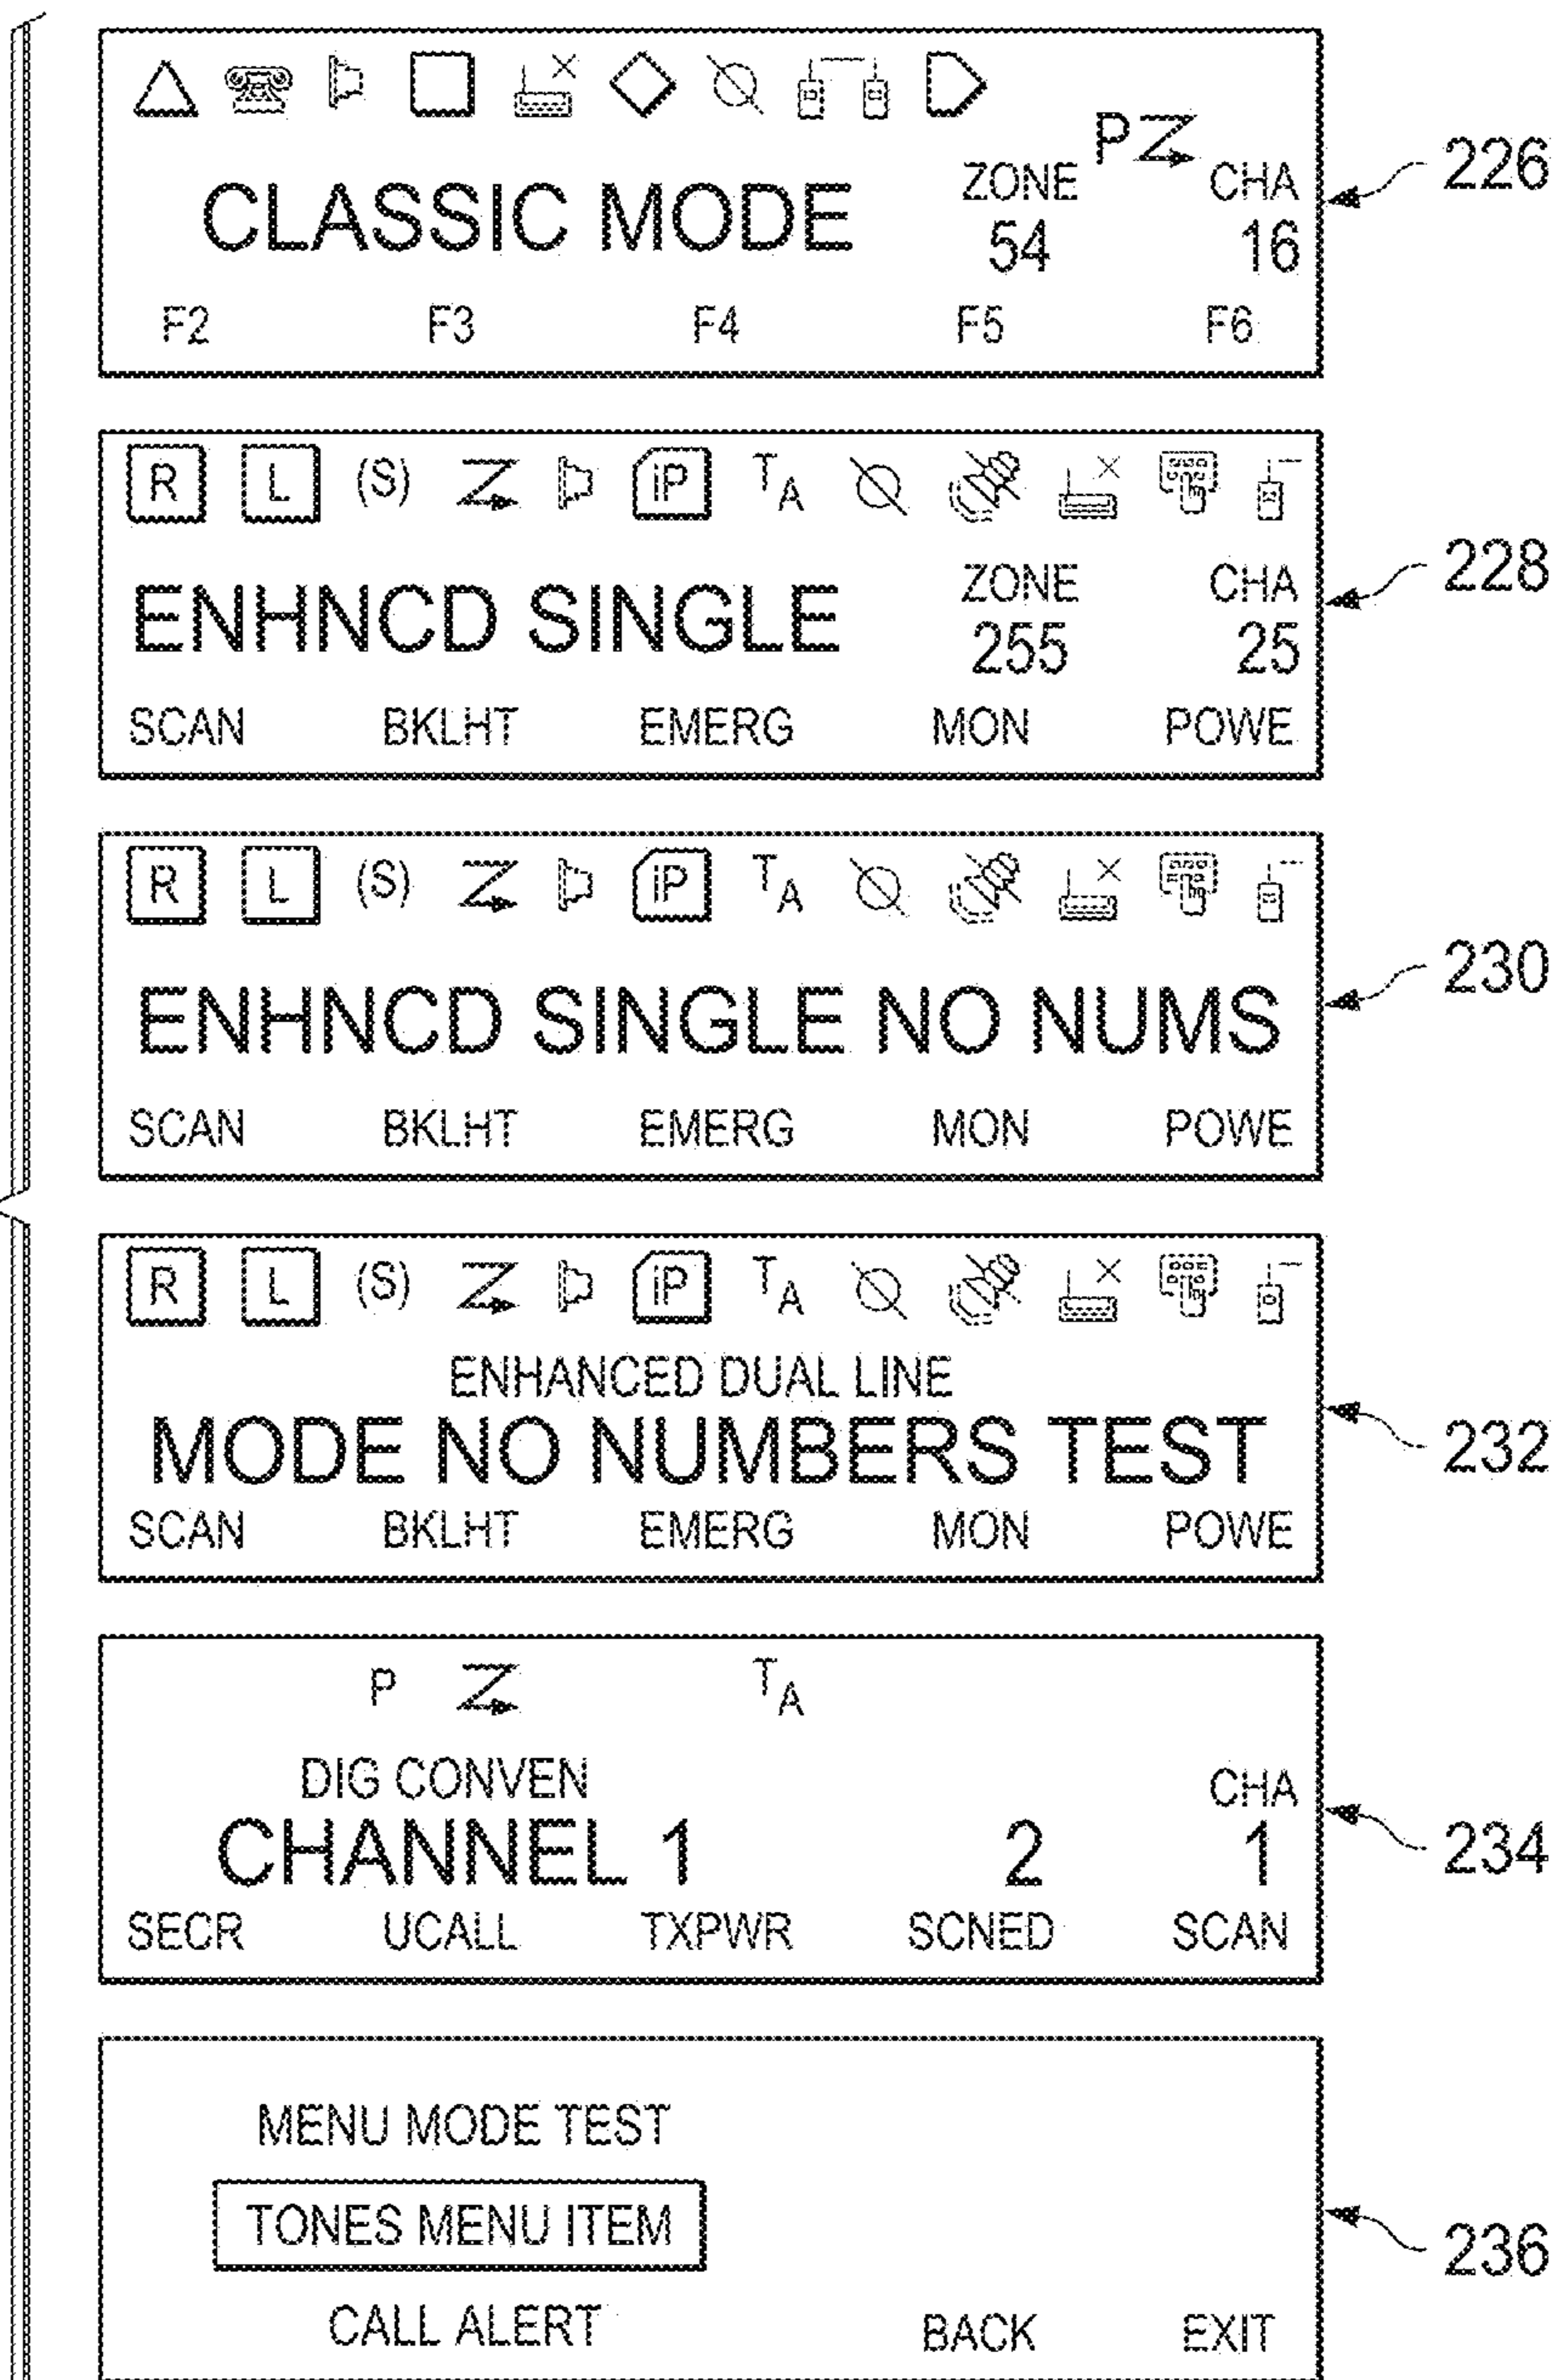 PZ
ZONE CHA 226
CLASSIC MODE 54 16
F2 F3 F4 F5 F6
R L (S) Z IP TA
ZONE CHA 228
ENHNCD SINGLE 255 25
SCAN BKLHT EMERG MON POWE
R L (S) Z IP TA
230
ENHNCD SINGLE NO NUMS
SCAN BKLHT EMERG MON POWE
R L (S) Z IP TA
ENHANCED DUAL LINE
MODE NO NUMBERS TEST 232
SCAN BKLHT EMERG MON POWE
P Z TA
DIG CONVEN CHA
CHANNEL 1 2 1 234
SECR UCALL TXPWR SCNED SCAN
MENU MODE TEST
TONES MENU ITEM 236
CALL ALERT BACK EXIT